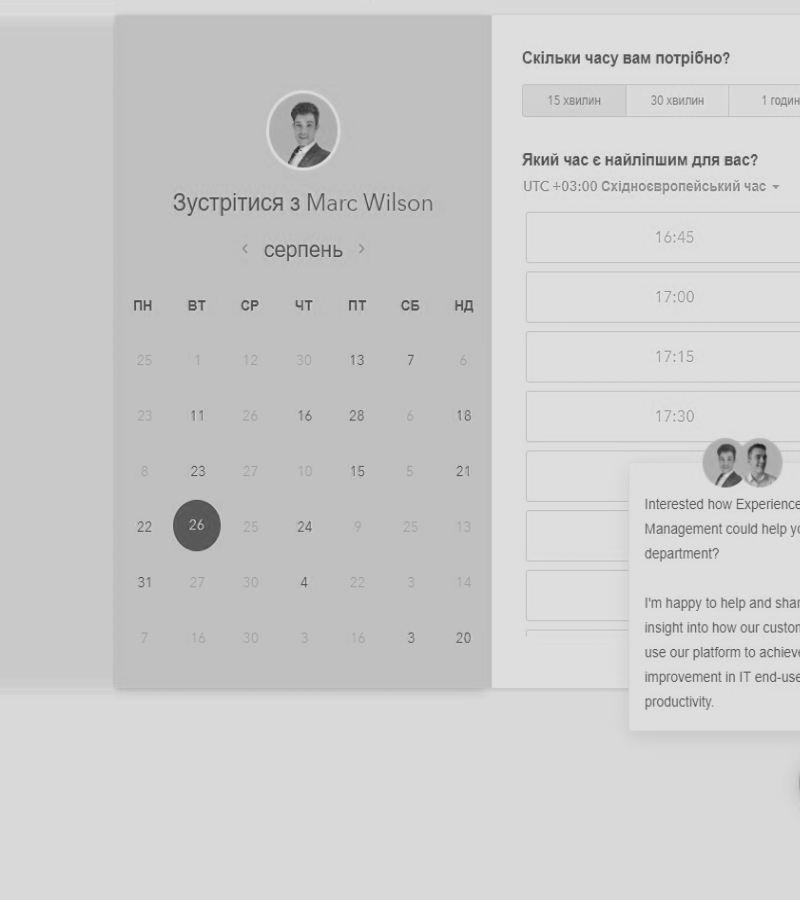 Зустрітися з Marc Wilson
серпень
ПН ВТ СР ЧТ ПТ СБ НД
25 1 12 30 13 7 6
23 11 26 16 28 6 18
8 23 27 10 15 5 21
22 26 25 24 9 25 13
31 27 30 4 22 3 14
7 16 30 3 16 3 20
Скільки часу вам потрібно?
15 хвилин 30 хвилин 1 годин
Який час є найліпшим для вас?
UTC +03:00 Східноєвропейський час
16:45
17:00
17:15
17:30
Interested how Experience
Management could help yo
department?
I'm happy to help and shar
insight into how our custom
use our platform to achieve
improvement in IT end-use
productivity.